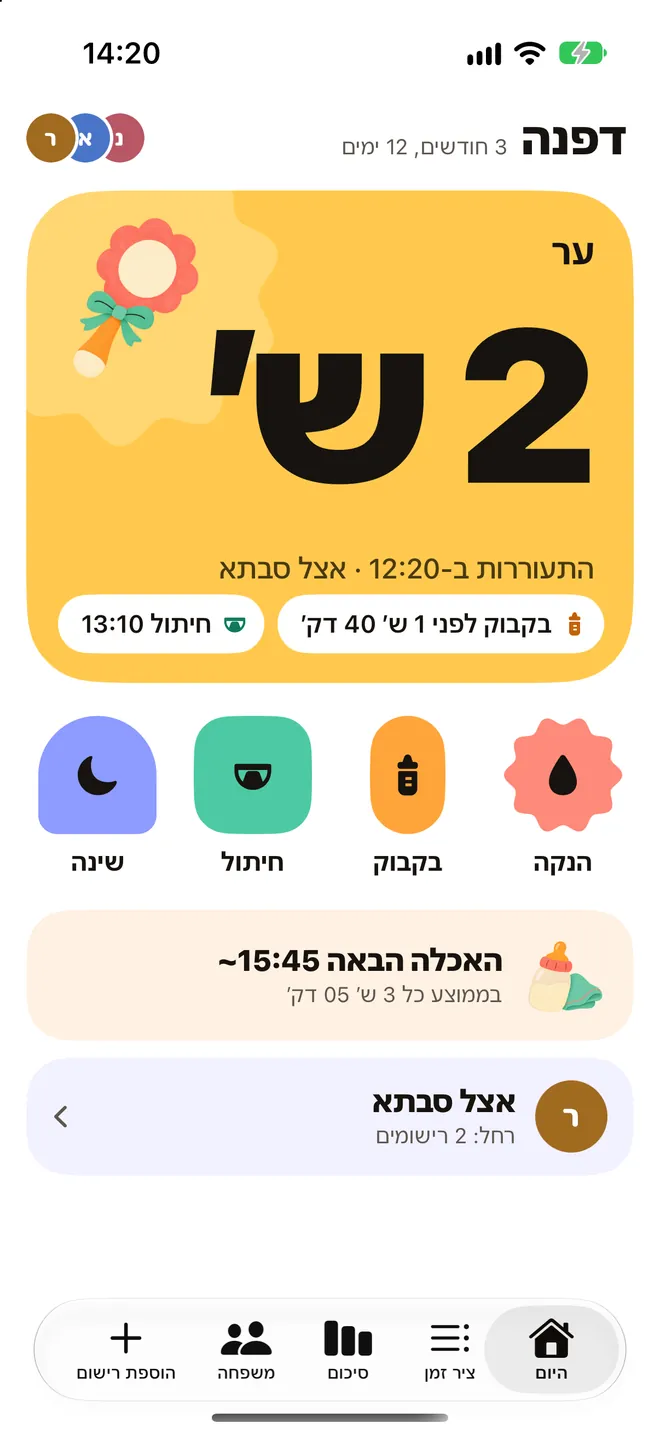 14:20
דפנה 3 חודשים, 12 ימים
נ א ר
ער
2 ש׳
התעוררות ב-12:20 · אצל סבתא
בקבוק לפני 1 ש׳ 40 דק׳
חיתול 13:10
הנקה
בקבוק
חיתול
שינה
האכלה הבאה ~15:45
בממוצע כל 3 ש׳ 05 דק׳
ר
אצל סבתא
רחל: 2 רישומים
היום
ציר זמן
סיכום
משפחה
הוספת רישום